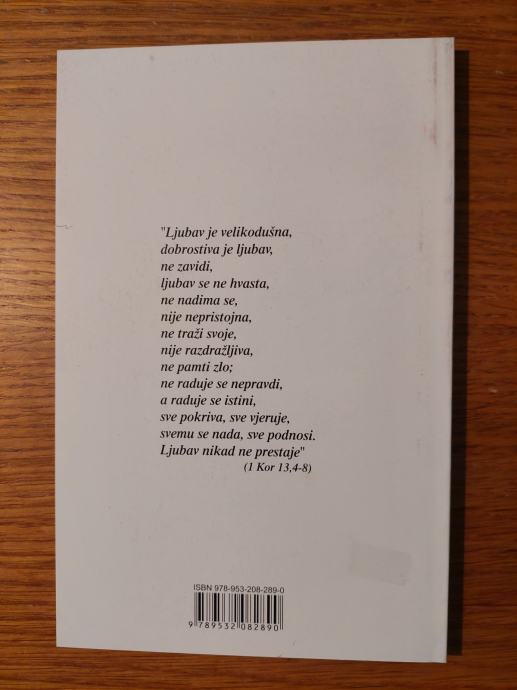 "Ljubav je velikodušna,
dobrostiva je ljubav,
ne zavidi,
ljubav se ne hvasta,
ne nadima se,
nije nepristojna,
ne traži svoje,
nije razdražljiva,
ne pamti zlo;
ne raduje se nepravdi,
a raduje se istini,
sve pokriva, sve vjeruje,
svemu se nada, sve podnosi.
Ljubav nikad ne prestaje"
(1 Kor 13,4-8)
ISBN 978-953-208-289-0
9 789532 082890